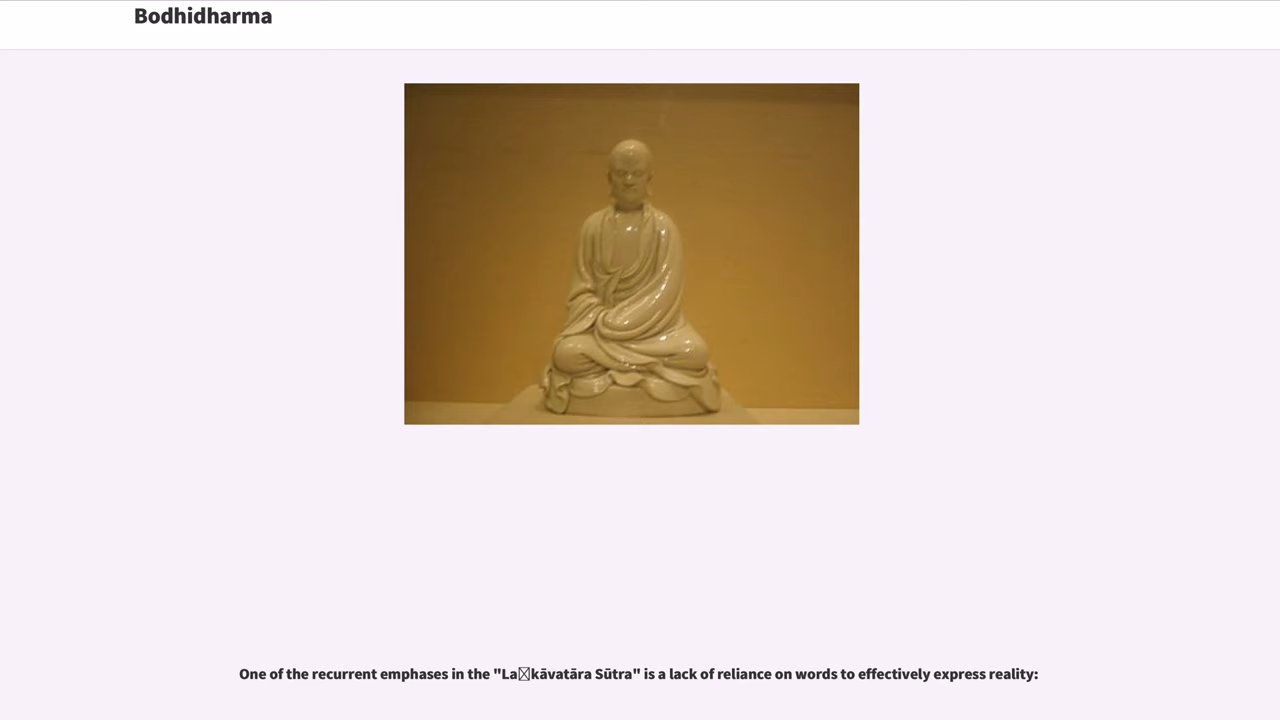 Bodhidharma
One of the recurrent emphases in the "La￿kāvatāra Sūtra" is a lack of reliance on words to effectively express reality: